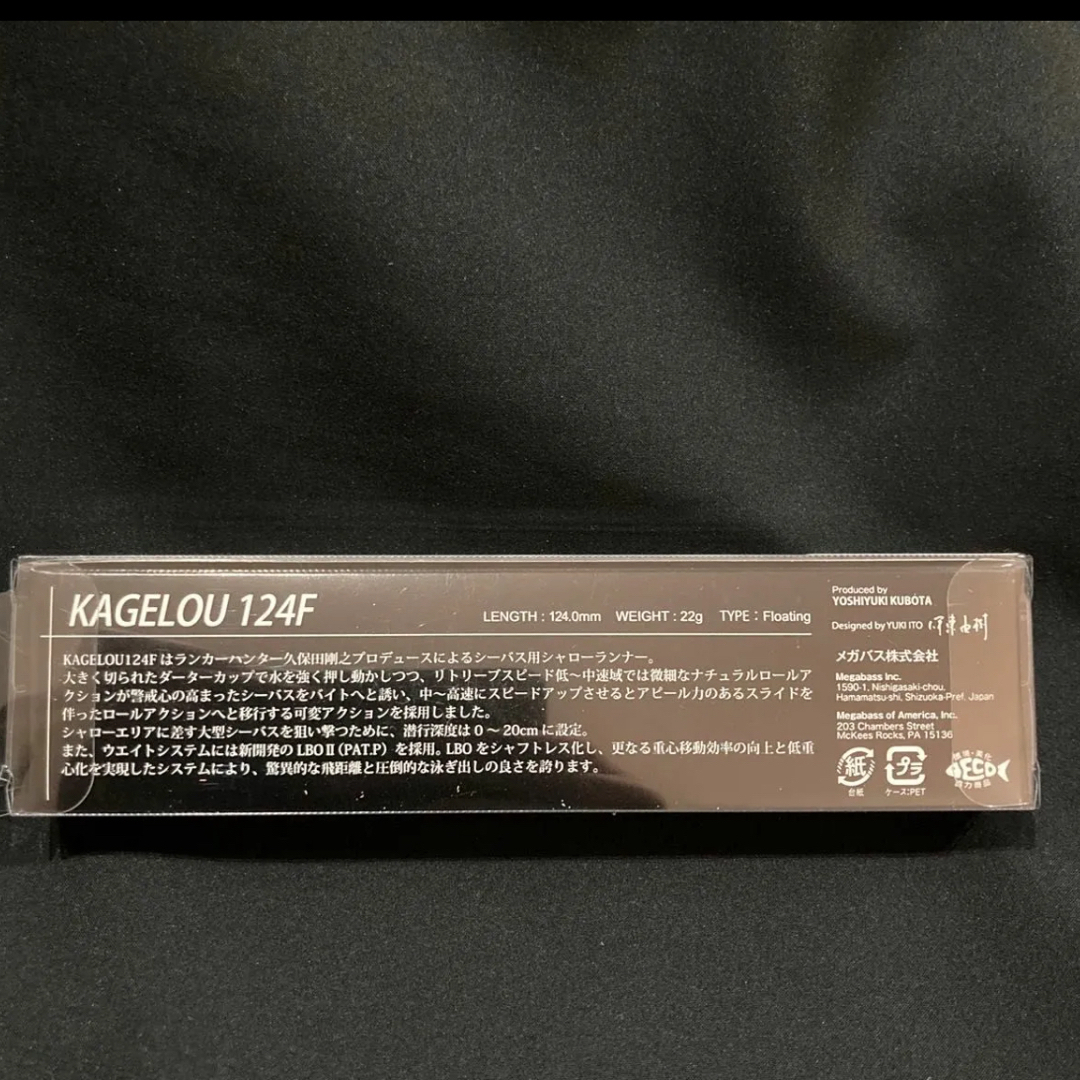 KAGELOU 124F
LENGTH : 124.0mm WEIGHT : 22g TYPE : Floating
KAGELOU124Fはランカーハンター久保田剛之プロデュースによるシーバス用シャローランナー。
大きく切られたダーターカップで水を強く押し動かしつつ、リトリーブスピード低〜中速域では微細なナチュラルロールア
クションが警戒心の高まったシーバスをバイトへと誘い、中〜高速にスピードアップさせるとアピール力のあるスライドを
伴ったロールアクションへと移行する可変アクションを採用しました。
シャローエリアに差す大型シーバスを狙い撃つために、潜行深度は0〜20cmに設定。
また、ウエイトシステムには新開発のLBOⅡ(PAT.P)を採用。LBOをシャフトレス化し、更なる重心移動効率の向上と低重
心化を実現したシステムにより、驚異的な飛距離と圧倒的な泳ぎ出しの良さを誇ります。
Produced by
YOSHIYUKI KUBOTA
Designed by YUKI ITO 伊東由樹
メガバス株式会社
Megabass Inc.
1590-1, Nishigasaki-chou,
Hamamatsu-shi, Shizuoka-Pref. Japan
Megabass of America, Inc.
203 Chambers Street
McKees Rocks, PA 15136
紙
台紙
プラ
ケース:PET
環境・美化
ECO
協力商品